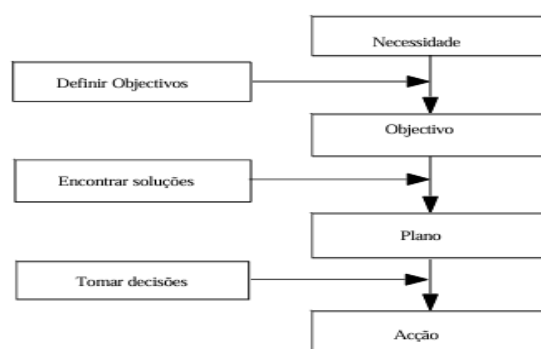 Necessidade
Definir Objectivos
Objectivo
Encontrar soluções
Plano
Tomar decisões
Acção